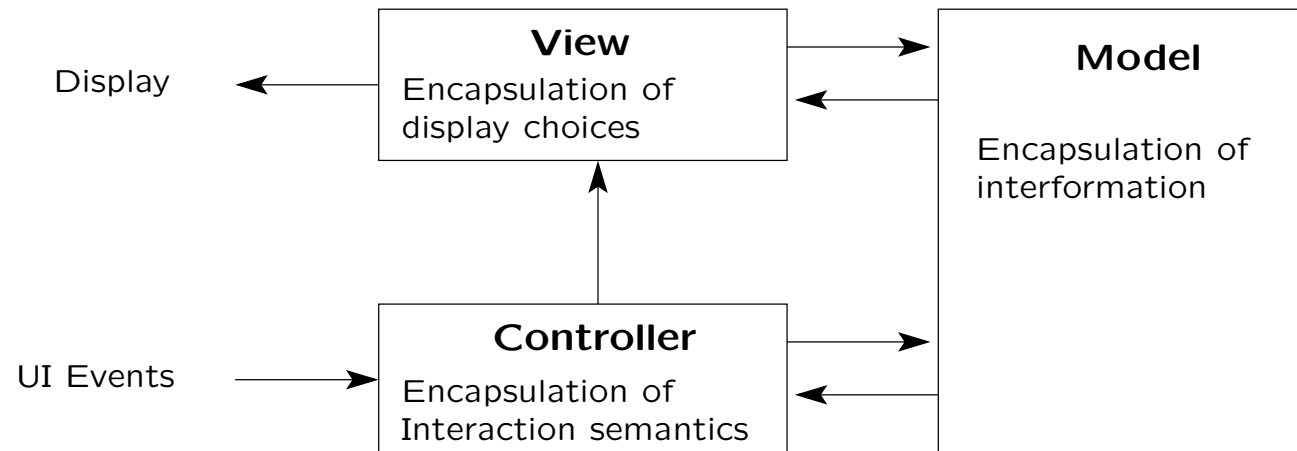 View
Display
Encapsulation of
display choices
Model
Encapsulation of
interformation
Controller
UI Events
Encapsulation of
Interaction semantics